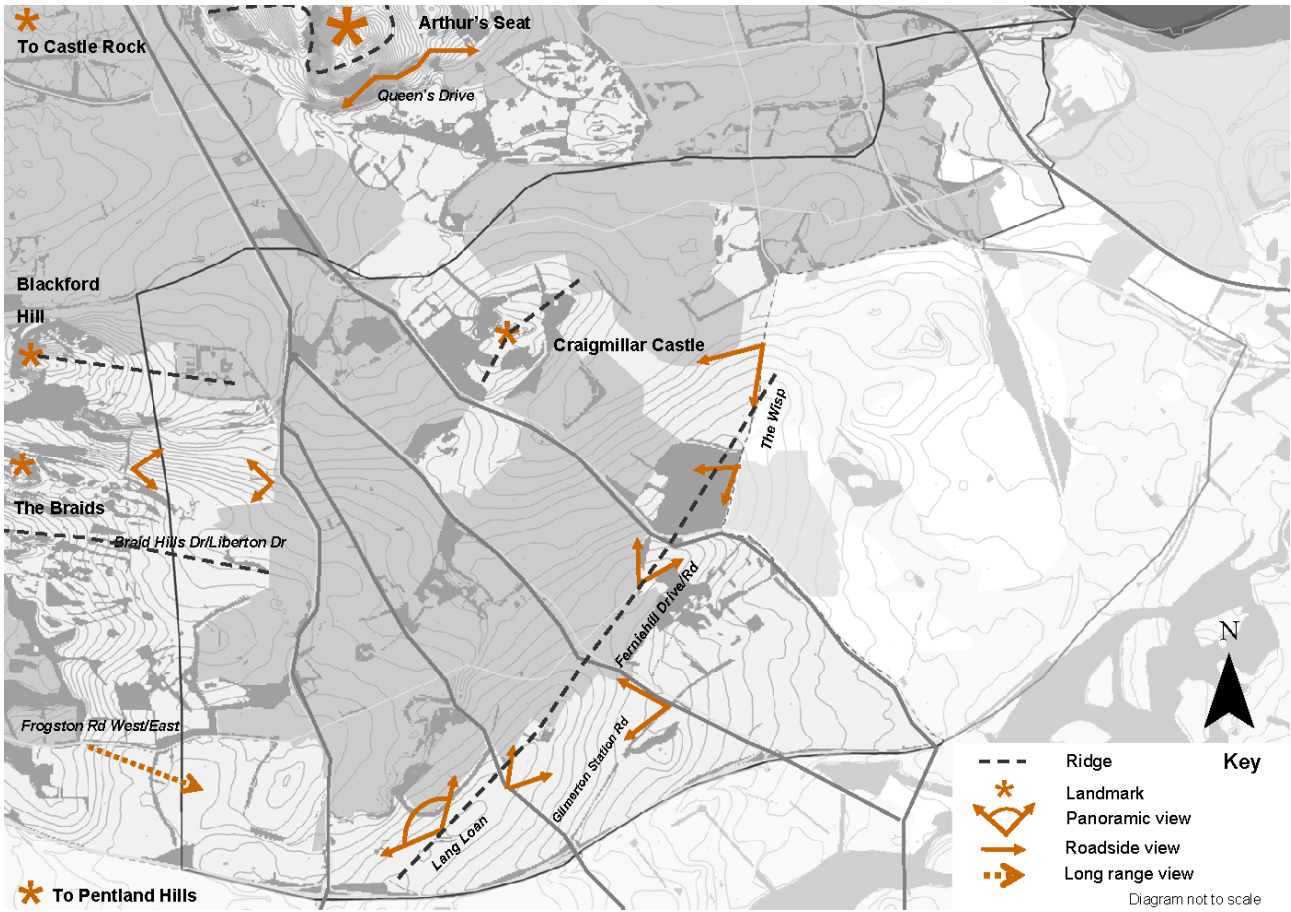 Arthur's Seat
To Castle Rock
Queen's Drive
Blackford
Hill
Craigmillar Castle
The Wisp
The Braids
Braid Hills Dr/Liberton Dr
Ferniehill Drive/Rd
Frogston Rd West/East
Gilmerton Station Rd
Lang Loan
To Pentland Hills
N
Key
Ridge
Landmark
Panoramic view
Roadside view
Long range view
Diagram not to scale